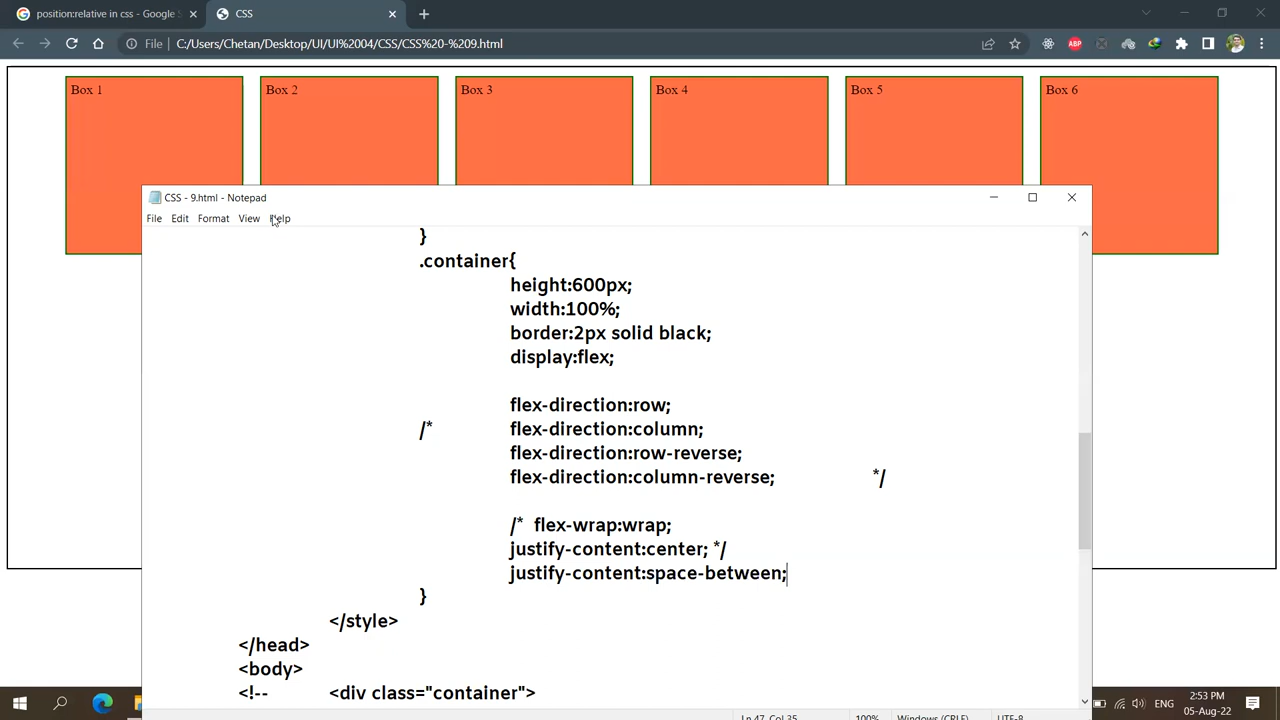 position:relative in css - Google S
CSS
File
C:/Users/Chetan/Desktop/UI/UI%2004/CSS/CSS%20-%209.html
ABP
Box 1
Box 2
Box 3
Box 4
Box 5
Box 6
CSS - 9.html - Notepad
File Edit Format View Help
}
.container{
height:600px;
width:100%;
border:2px solid black;
display:flex;
flex-direction:row;
/* flex-direction:column;
flex-direction:row-reverse;
flex-direction:column-reverse; */
/* flex-wrap:wrap;
justify-content:center; */
justify-content:space-between;
}
</style>
</head>
<body>
<!-- <div class="container">
Ln 47, Col 35 100% Windows (CRLF) UTF-8
2:53 PM
ENG
05-Aug-22